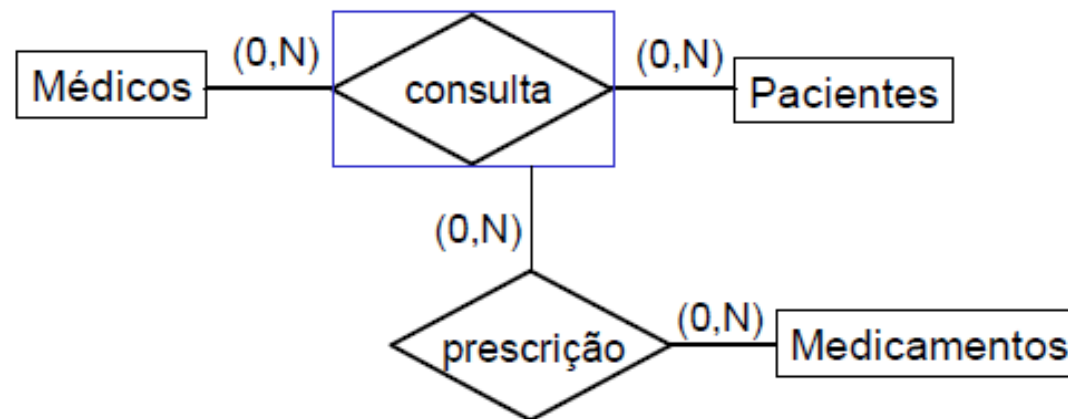 (0,N) (0,N)
Médicos consulta Pacientes
(0,N)
(0,N)
prescrição Medicamentos